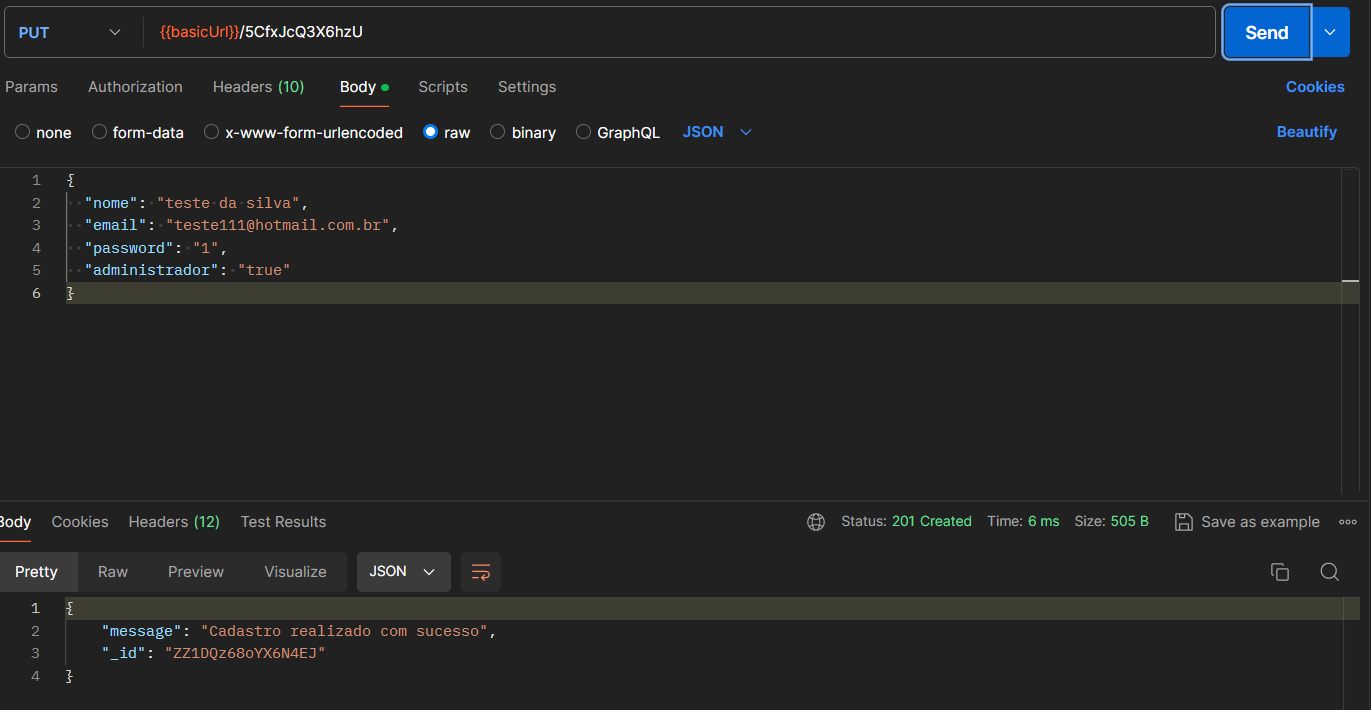 PUT {{basicUrl}}/5CfxJcQ3X6hzU Send
Params Authorization Headers (10) Body Scripts Settings Cookies
none form-data x-www-form-urlencoded raw binary GraphQL JSON Beautify
1 {
2 "nome": "teste da silva",
3 "email": "teste111@hotmail.com.br",
4 "password": "1",
5 "administrador": "true"
6 }
Body Cookies Headers (12) Test Results Status: 201 Created Time: 6 ms Size: 505 B Save as example
Pretty Raw Preview Visualize JSON
1 {
2 "message": "Cadastro realizado com sucesso",
3 "_id": "ZZ1DQz68oYX6N4EJ"
4 }